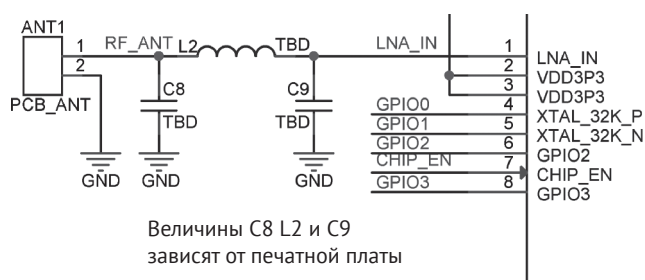 ANT1
1
2
PCB_ANT
RF_ANT
L2
TBD
LNA_IN
C8
TBD
C9
TBD
GND
GND
GND
GPIO0
GPIO1
GPIO2
CHIP_EN
GPIO3
1
2
3
4
5
6
7
8
LNA_IN
VDD3P3
VDD3P3
XTAL_32K_P
XTAL_32K_N
GPIO2
CHIP_EN
GPIO3
Величины C8 L2 и C9
зависят от печатной платы